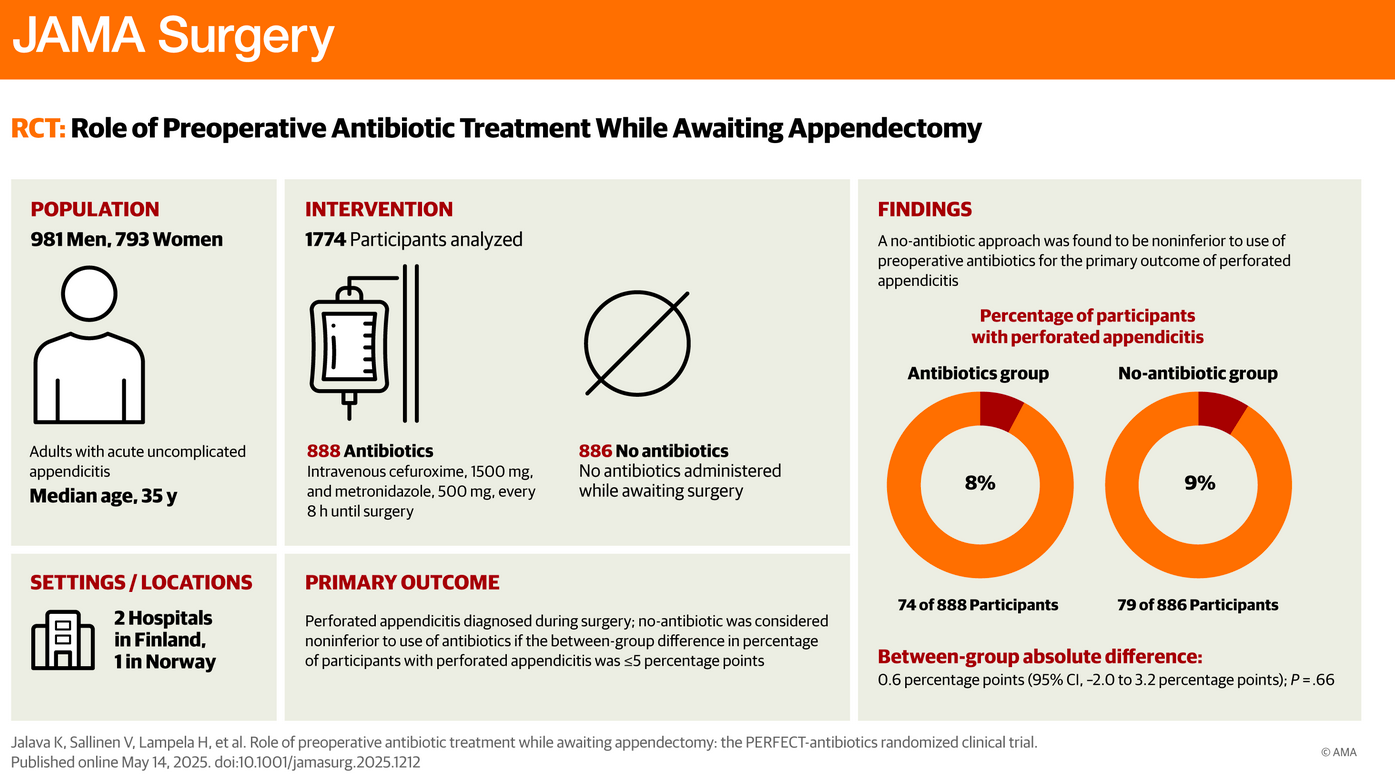 JAMA Surgery
RCT: Role of Preoperative Antibiotic Treatment While Awaiting Appendectomy
POPULATION
981 Men, 793 Women
Adults with acute uncomplicated
appendicitis
Median age, 35 y
INTERVENTION
1774 Participants analyzed
888 Antibiotics
Intravenous cefuroxime, 1500 mg,
and metronidazole, 500 mg, every
8 h until surgery
886 No antibiotics
No antibiotics administered
while awaiting surgery
SETTINGS / LOCATIONS
2 Hospitals
in Finland,
1 in Norway
PRIMARY OUTCOME
Perforated appendicitis diagnosed during surgery; no-antibiotic was considered
noninferior to use of antibiotics if the between-group difference in percentage
of participants with perforated appendicitis was ≤5 percentage points
FINDINGS
A no-antibiotic approach was found to be noninferior to use of
preoperative antibiotics for the primary outcome of perforated
appendicitis
Percentage of participants
with perforated appendicitis
Antibiotics group
8%
74 of 888 Participants
No-antibiotic group
9%
79 of 886 Participants
Between-group absolute difference:
0.6 percentage points (95% CI, –2.0 to 3.2 percentage points); P = .66
Jalava K, Sallinen V, Lampela H, et al. Role of preoperative antibiotic treatment while awaiting appendectomy: the PERFECT-antibiotics randomized clinical trial.
Published online May 14, 2025. doi:10.1001/jamasurg.2025.1212
© AMA